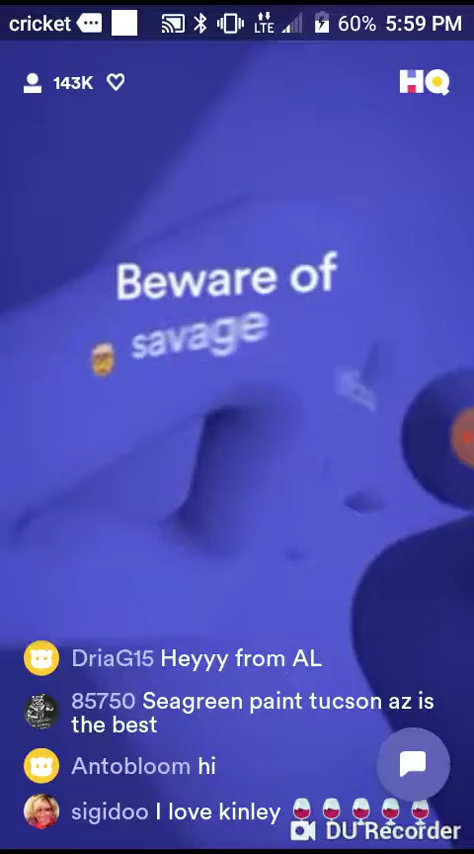 cricket
LTE 60% 5:59 PM
143K
HQ
Beware of
savage
DriaG15 Heyyy from AL
85750 Seagreen paint tucson az is
the best
Antobloom hi
sigidoo I love kinley
DU Recorder